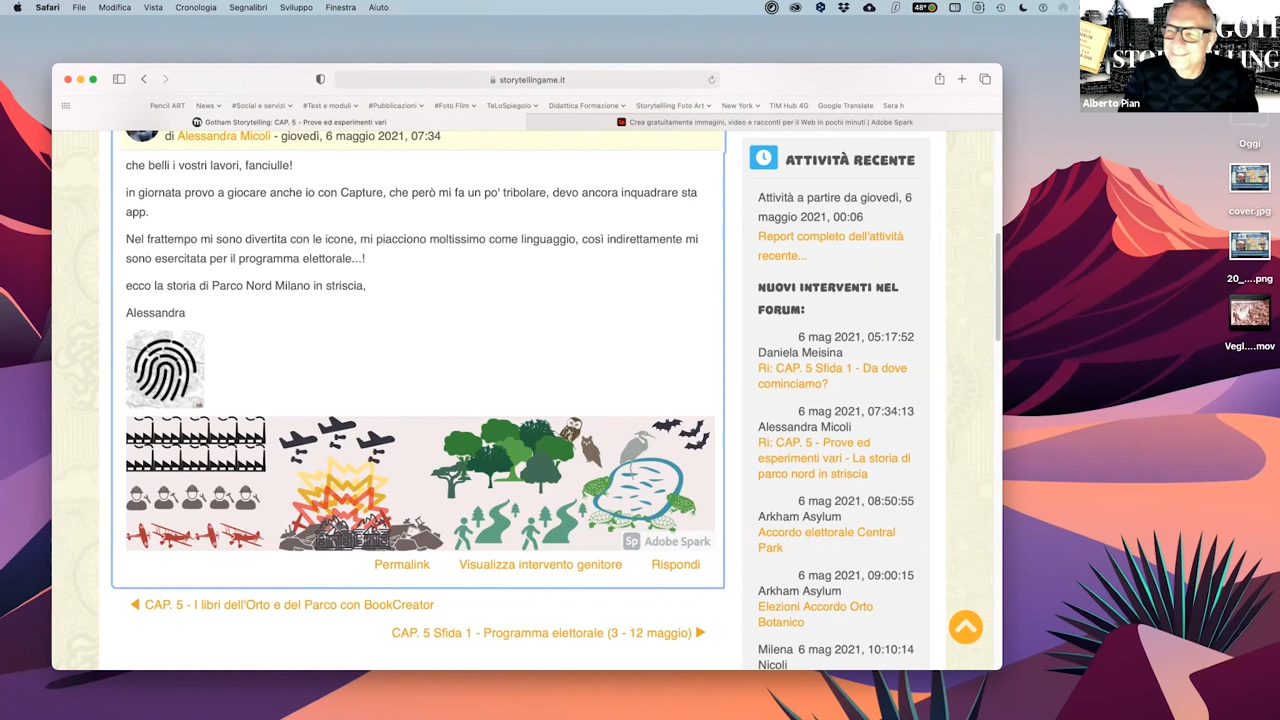 Safari File Modifica Vista Cronologia Segnalibri Sviluppo Finestra Aiuto
48°
storytellingame.it
Pencil ART News #Social e servizi #Test e moduli #Pubblicazioni #Foto Film TeLoSpiego Didattica Formazione Storytelling Foto Art New York TIM Hub 4G Google Translate Sera h
Gotham Storytelling: CAP. 5 - Prove ed esperimenti vari
Crea gratuitamente immagini, video e racconti per il Web in pochi minuti | Adobe Spark
di Alessandra Micoli - giovedì, 6 maggio 2021, 07:34
che belli i vostri lavori, fanciulle!
in giornata provo a giocare anche io con Capture, che però mi fa un po' tribolare, devo ancora inquadrare sta
app.
Nel frattempo mi sono divertita con le icone, mi piacciono moltissimo come linguaggio, così indirettamente mi
sono esercitata per il programma elettorale...!
ecco la storia di Parco Nord Milano in striscia,
Alessandra
Sp Adobe Spark
Permalink Visualizza intervento genitore Rispondi
CAP. 5 - I libri dell'Orto e del Parco con BookCreator
CAP. 5 Sfida 1 - Programma elettorale (3 - 12 maggio)
ATTIVITÀ RECENTE
Attività a partire da giovedì, 6
maggio 2021, 00:06
Report completo dell'attività
recente...
NUOVI INTERVENTI NEL
FORUM:
6 mag 2021, 05:17:52
Daniela Meisina
Ri: CAP. 5 Sfida 1 - Da dove
cominciamo?
6 mag 2021, 07:34:13
Alessandra Micoli
Ri: CAP. 5 - Prove ed
esperimenti vari - La storia di
parco nord in striscia
6 mag 2021, 08:50:55
Arkham Asylum
Accordo elettorale Central
Park
6 mag 2021, 09:00:15
Arkham Asylum
Elezioni Accordo Orto
Botanico
Milena 6 mag 2021, 10:10:14
Nicoli
Alberto Pian
Oggi
cover.jpg
20_....png
Vegl....mov